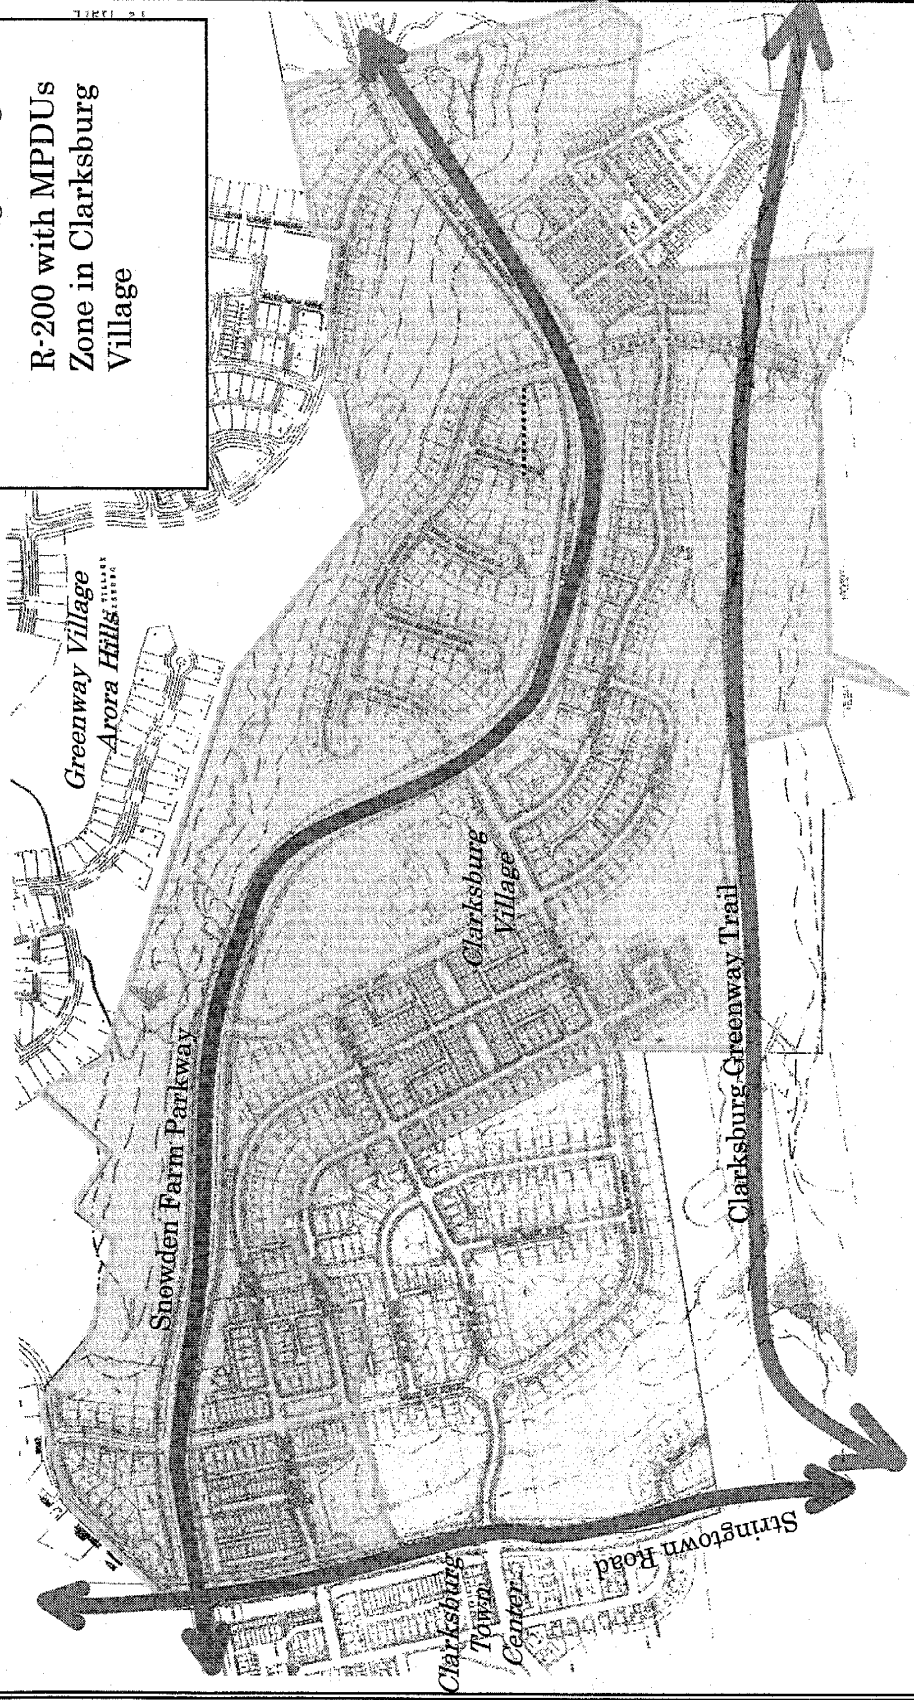 R-200 with MPDUs
Zone in Clarksburg
Village
Greenway Village
Arora Hills
Snowden Farm Parkway
Clarksburg
Village
Clarksburg Greenway Trail
Stringtown Road
Clarksburg
Town
Center